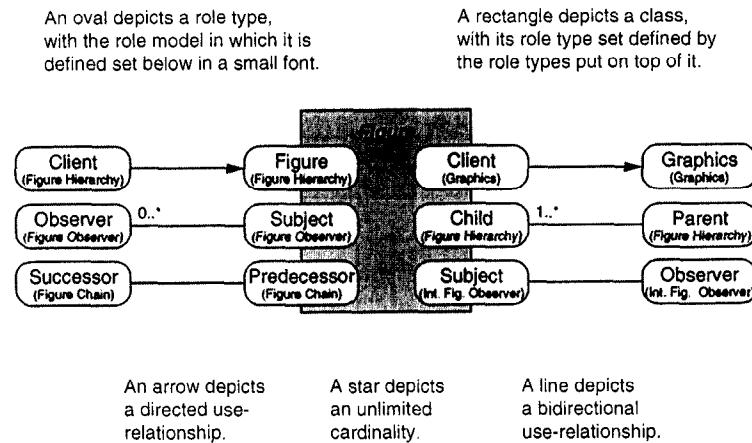 An oval depicts a role type,
with the role model in which it is
defined set below in a small font.
A rectangle depicts a class,
with its role type set defined by
the role types put on top of it.
Figure
Client
(Figure Hierarchy)
Figure
(Figure Hierarchy)
Client
(Graphics)
Graphics
(Graphics)
Observer
(Figure Observer)
0..*
Subject
(Figure Observer)
Child
(Figure Hierarchy)
1..*
Parent
(Figure Hierarchy)
Successor
(Figure Chain)
Predecessor
(Figure Chain)
Subject
(Int. Fig. Observer)
Observer
(Int. Fig. Observer)
An arrow depicts
a directed use-
relationship.
A star depicts
an unlimited
cardinality.
A line depicts
a bidirectional
use-relationship.